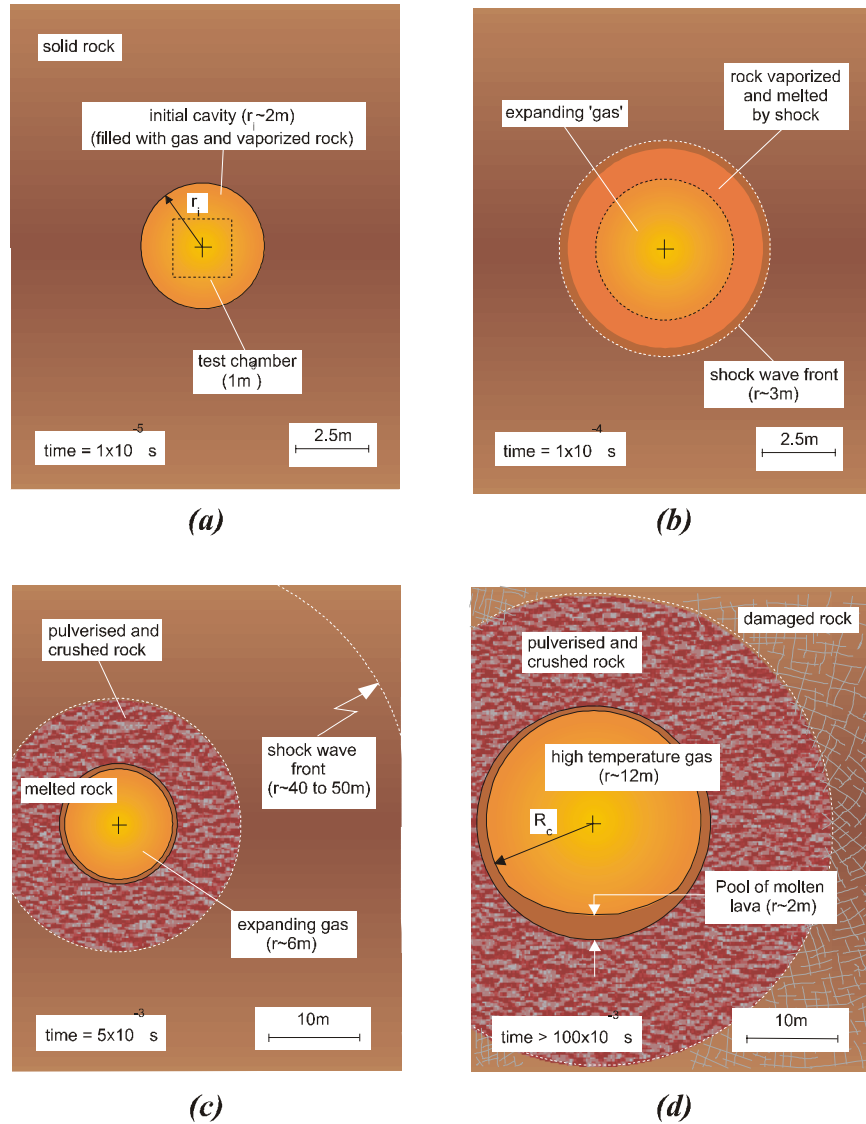 solid rock
initial cavity (r ~2m)
i
(filled with gas and vaporized rock)
r
i
test chamber
(1m )
3
-5
time = 1x10 s
2.5m
(a)
rock vaporized
and melted
by shock
expanding 'gas'
shock wave front
(r~3m)
-4
time = 1x10 s
2.5m
(b)
pulverised and
crushed rock
shock wave
front
(r~40 to 50m)
melted rock
expanding gas
(r~6m)
-3
time = 5x10 s
10m
(c)
damaged rock
pulverised and
crushed rock
high temperature gas
(r~12m)
R
c
Pool of molten
lava (r~2m)
-3
time > 100x10 s
10m
(d)